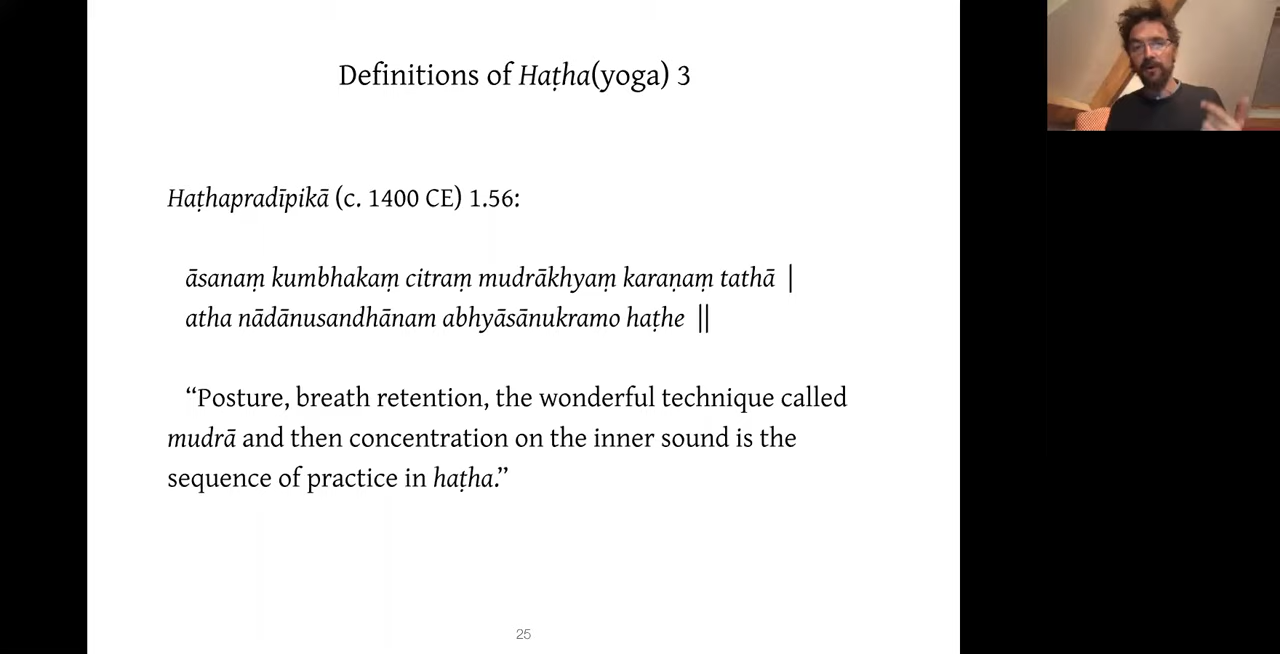 Definitions of Haṭha(yoga) 3
Haṭhapradīpikā (c. 1400 CE) 1.56:
āsanaṃ kumbhakaṃ citraṃ mudrākhyaṃ karaṇaṃ tathā |
atha nādānusandhānam abhyāsānukramo haṭhe ||
“Posture, breath retention, the wonderful technique called
mudrā and then concentration on the inner sound is the
sequence of practice in haṭha.”
25